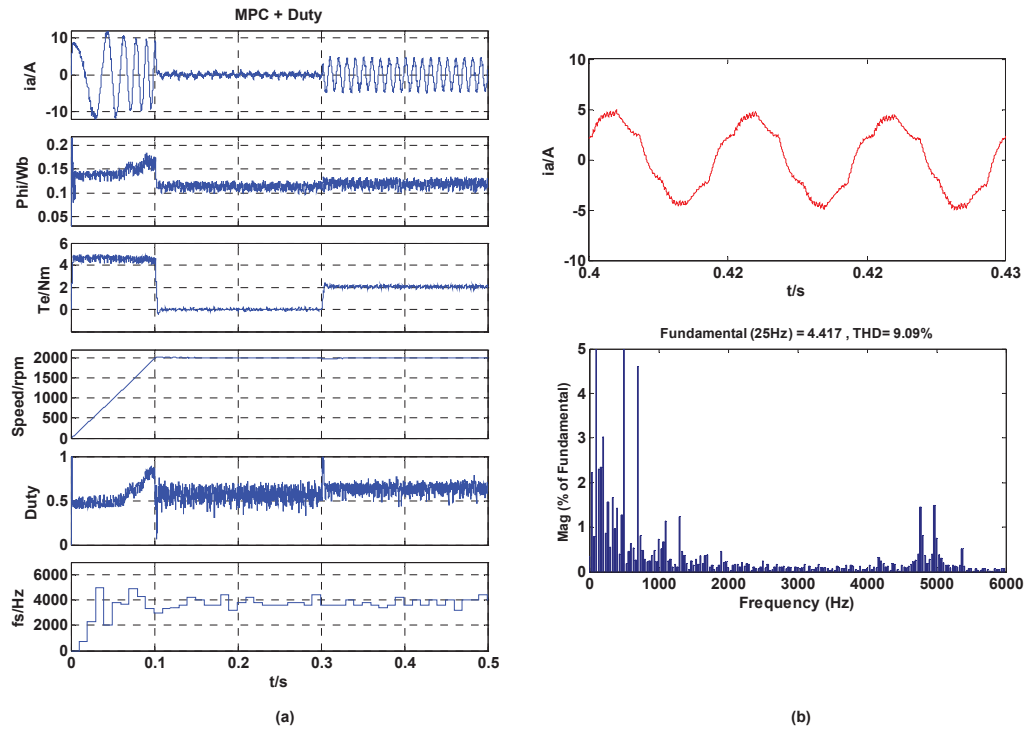 MPC + Duty
10
0
-10
ia/A
0.2
0.15
0.1
0.05
Phi/Wb
6
4
2
0
Te/Nm
2000
1500
1000
500
0
Speed/rpm
1
0.5
0
Duty
6000
4000
2000
0
fs/Hz
0 0.1 0.2 0.3 0.4 0.5
t/s
(a)
10
5
0
-5
-10
ia/A
0.4 0.42 0.42 0.43
t/s
Fundamental (25Hz) = 4.417 , THD= 9.09%
5
4
3
2
1
0
Mag (% of Fundamental)
0 1000 2000 3000 4000 5000 6000
Frequency (Hz)
(b)